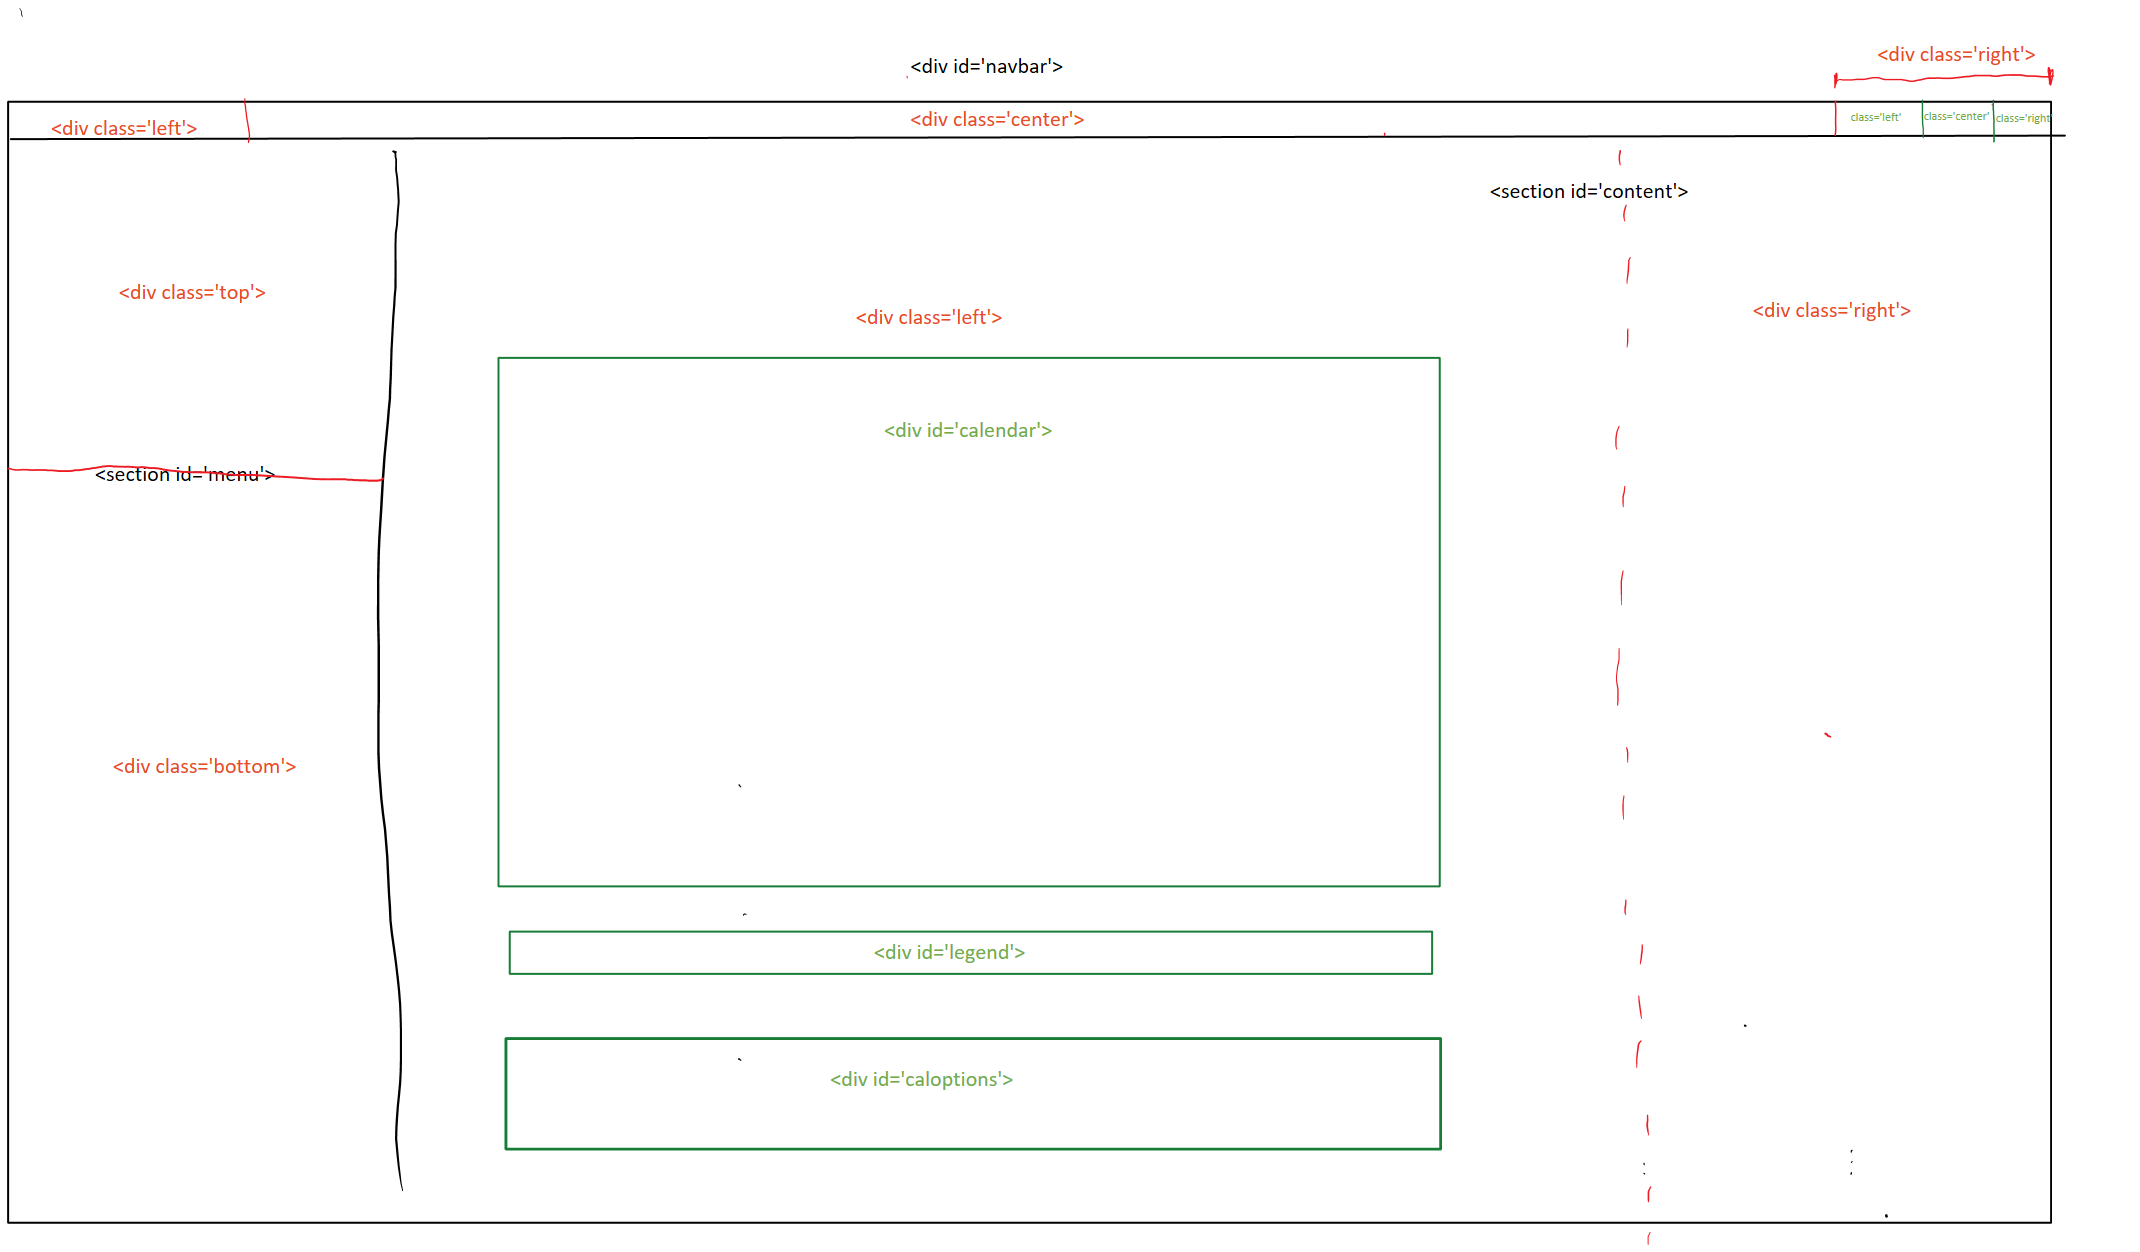 <div id='navbar'>
<div class='right'>
<div class='left'>
<div class='center'>
class='left'
class='center'
class='right'
<section id='content'>
<div class='top'>
<div class='left'>
<div class='right'>
<div id='calendar'>
<section id='menu'>
<div class='bottom'>
<div id='legend'>
<div id='caloptions'>